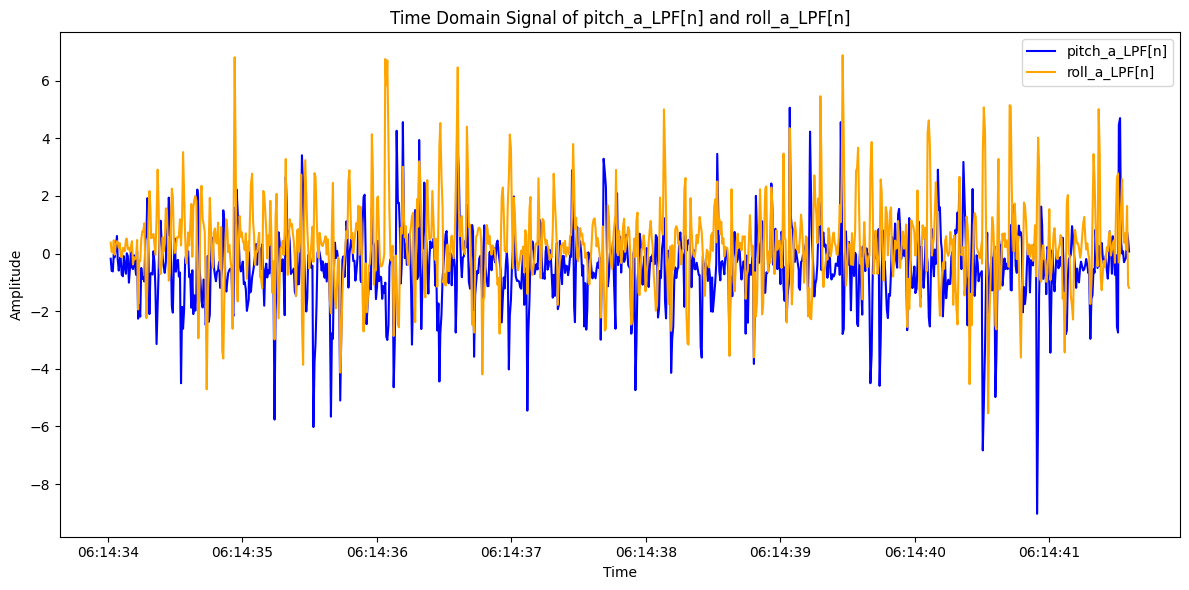 Time Domain Signal of pitch_a_LPF[n] and roll_a_LPF[n]
pitch_a_LPF[n]
roll_a_LPF[n]
Amplitude
6
4
2
0
−2
−4
−6
−8
06:14:34 06:14:35 06:14:36 06:14:37 06:14:38 06:14:39 06:14:40 06:14:41
Time